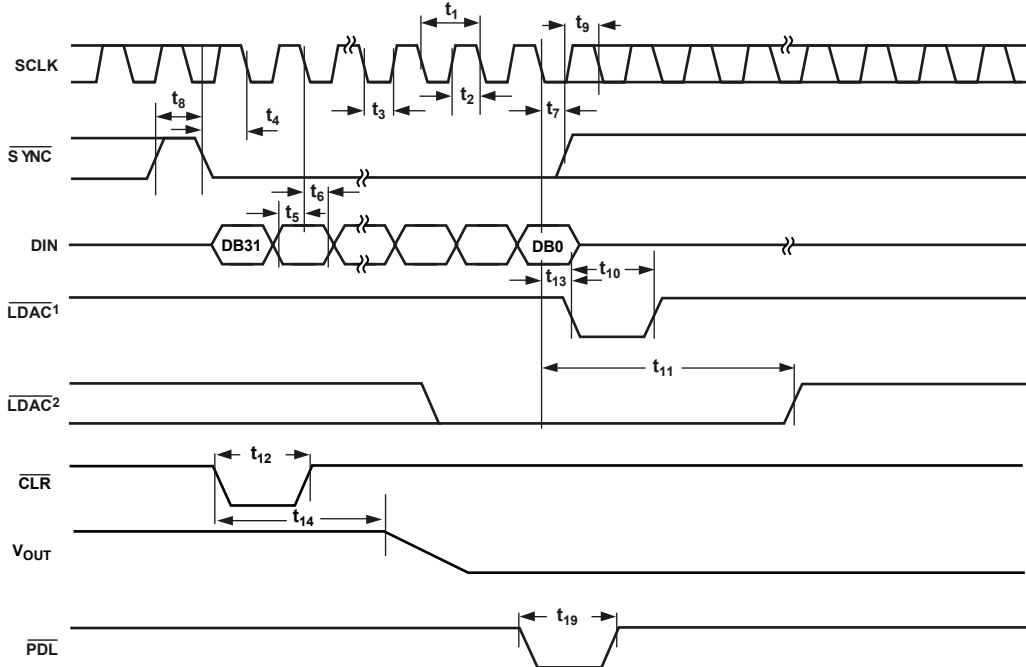 t1
t9
SCLK
t8
t4
t3
t2
t7
SYNC
t6
t5
DIN
DB31
DB0
t13
t10
LDAC1
t11
LDAC2
t12
CLR
t14
VOUT
t19
PDL